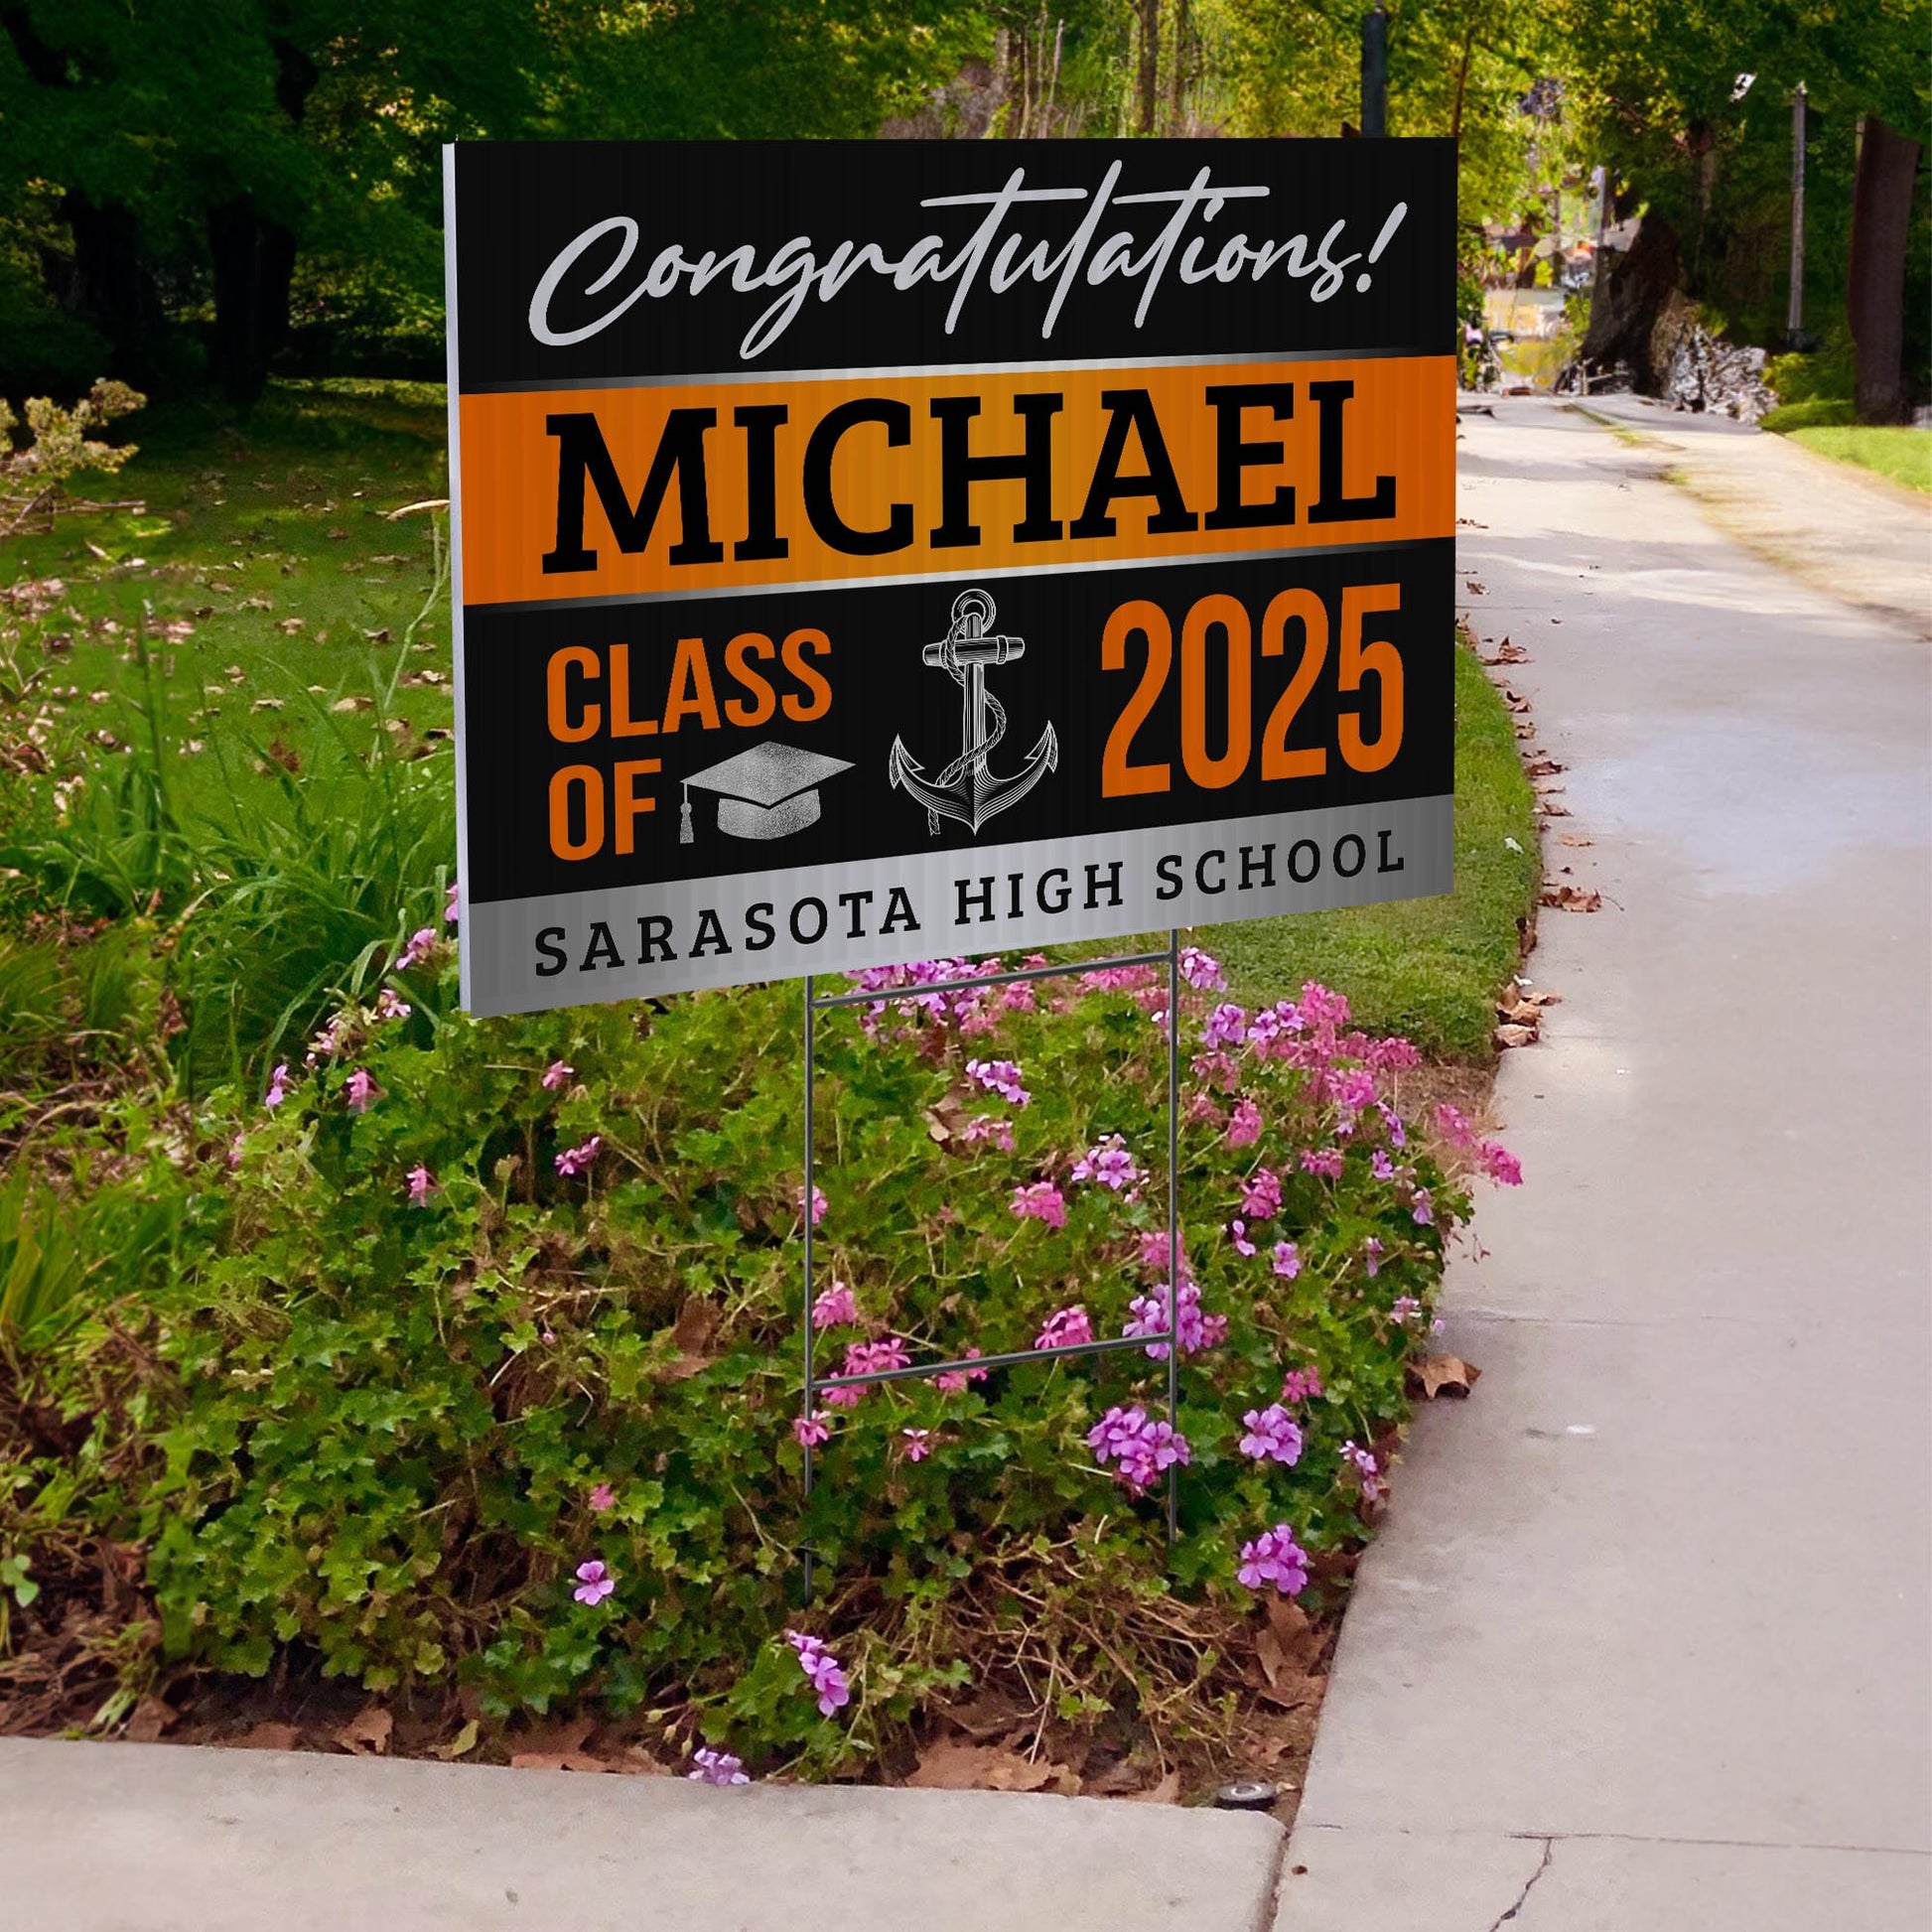 Congratulations!
MICHAEL
CLASS
OF
2025
SARASOTA HIGH SCHOOL